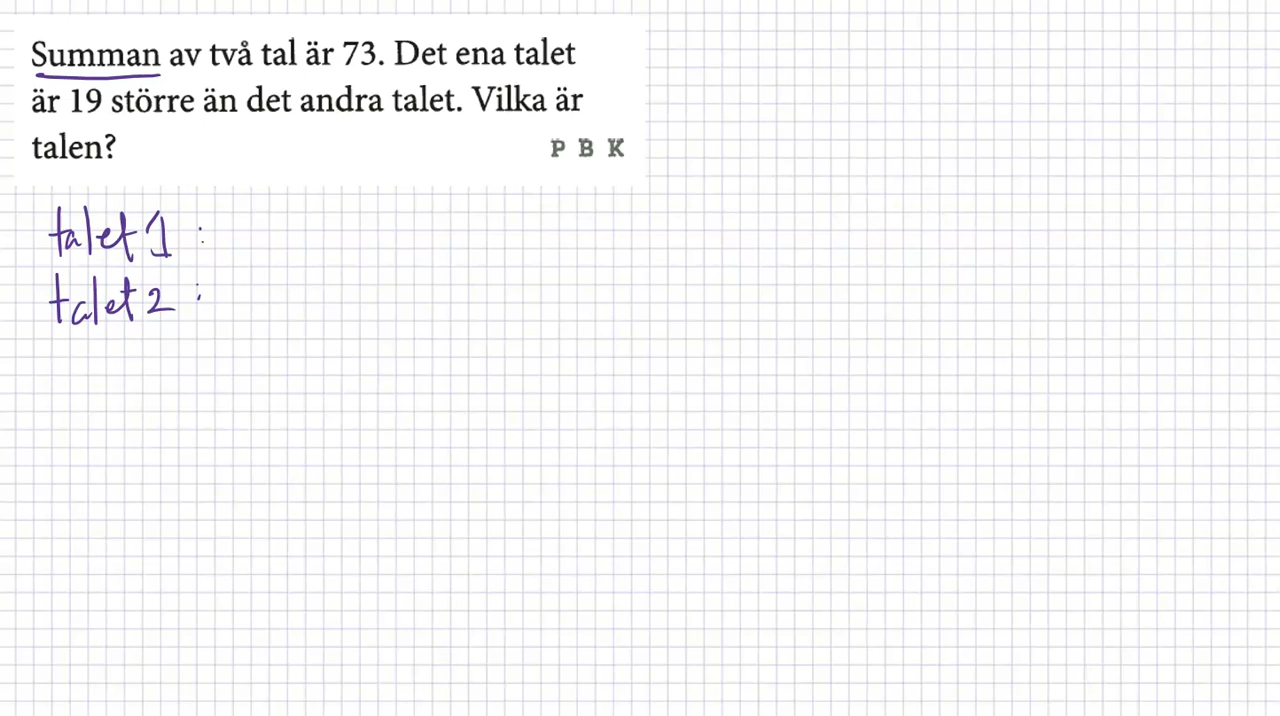 Summan av två tal är 73. Det ena talet
är 19 större än det andra talet. Vilka är
talen?
P B K
talet 1 :
talet 2 :